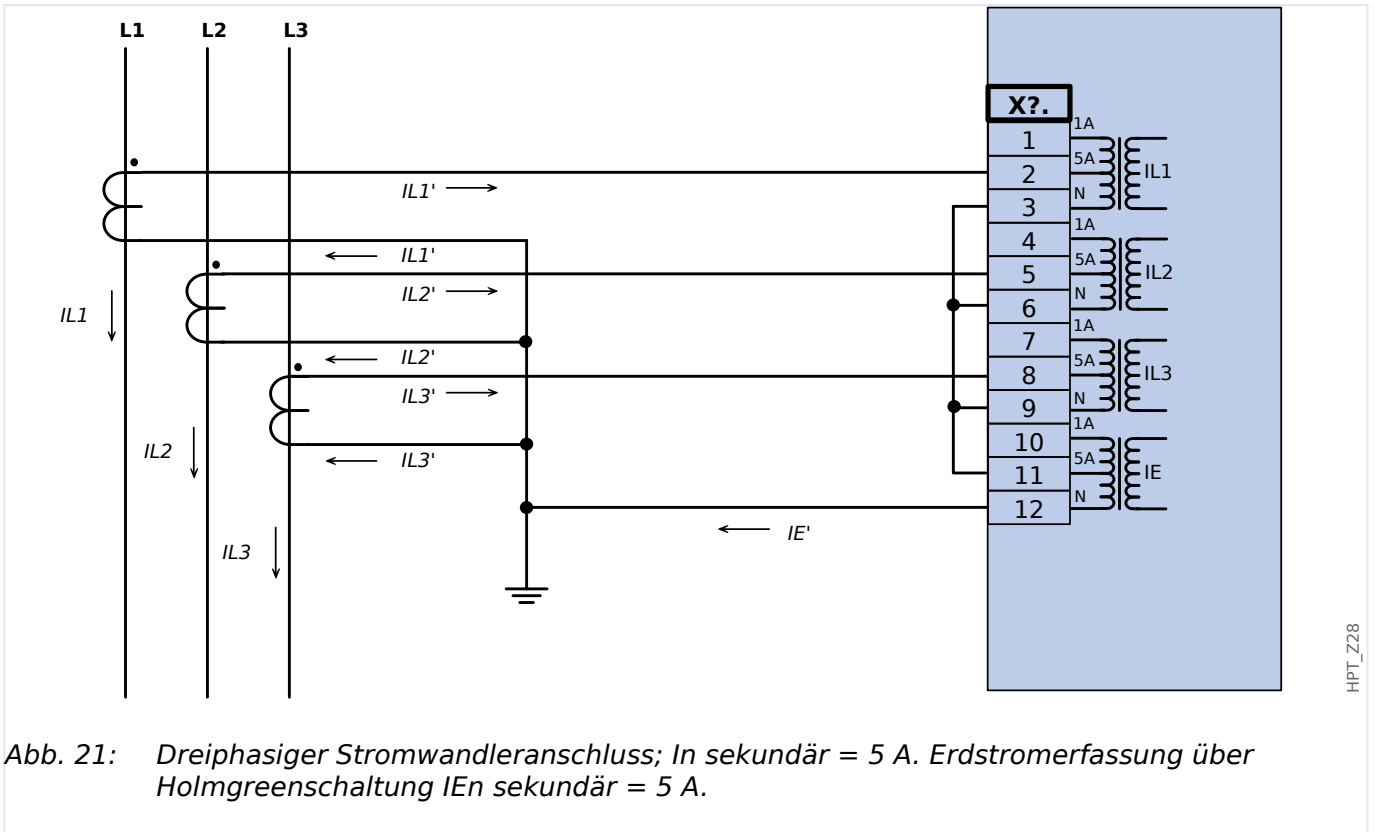 L1 L2 L3
X?.
1
2
3
4
5
6
7
8
9
10
11
12
1A
5A
N
IL1
1A
5A
N
IL2
1A
5A
N
IL3
1A
5A
N
IE
IL1'
IL1'
IL2'
IL2'
IL3'
IL3'
IE'
IL1
IL2
IL3
HPT_Z28
Abb. 21: Dreiphasiger Stromwandleranschluss; In sekundär = 5 A. Erdstromerfassung über
Holmgreenschaltung IEn sekundär = 5 A.